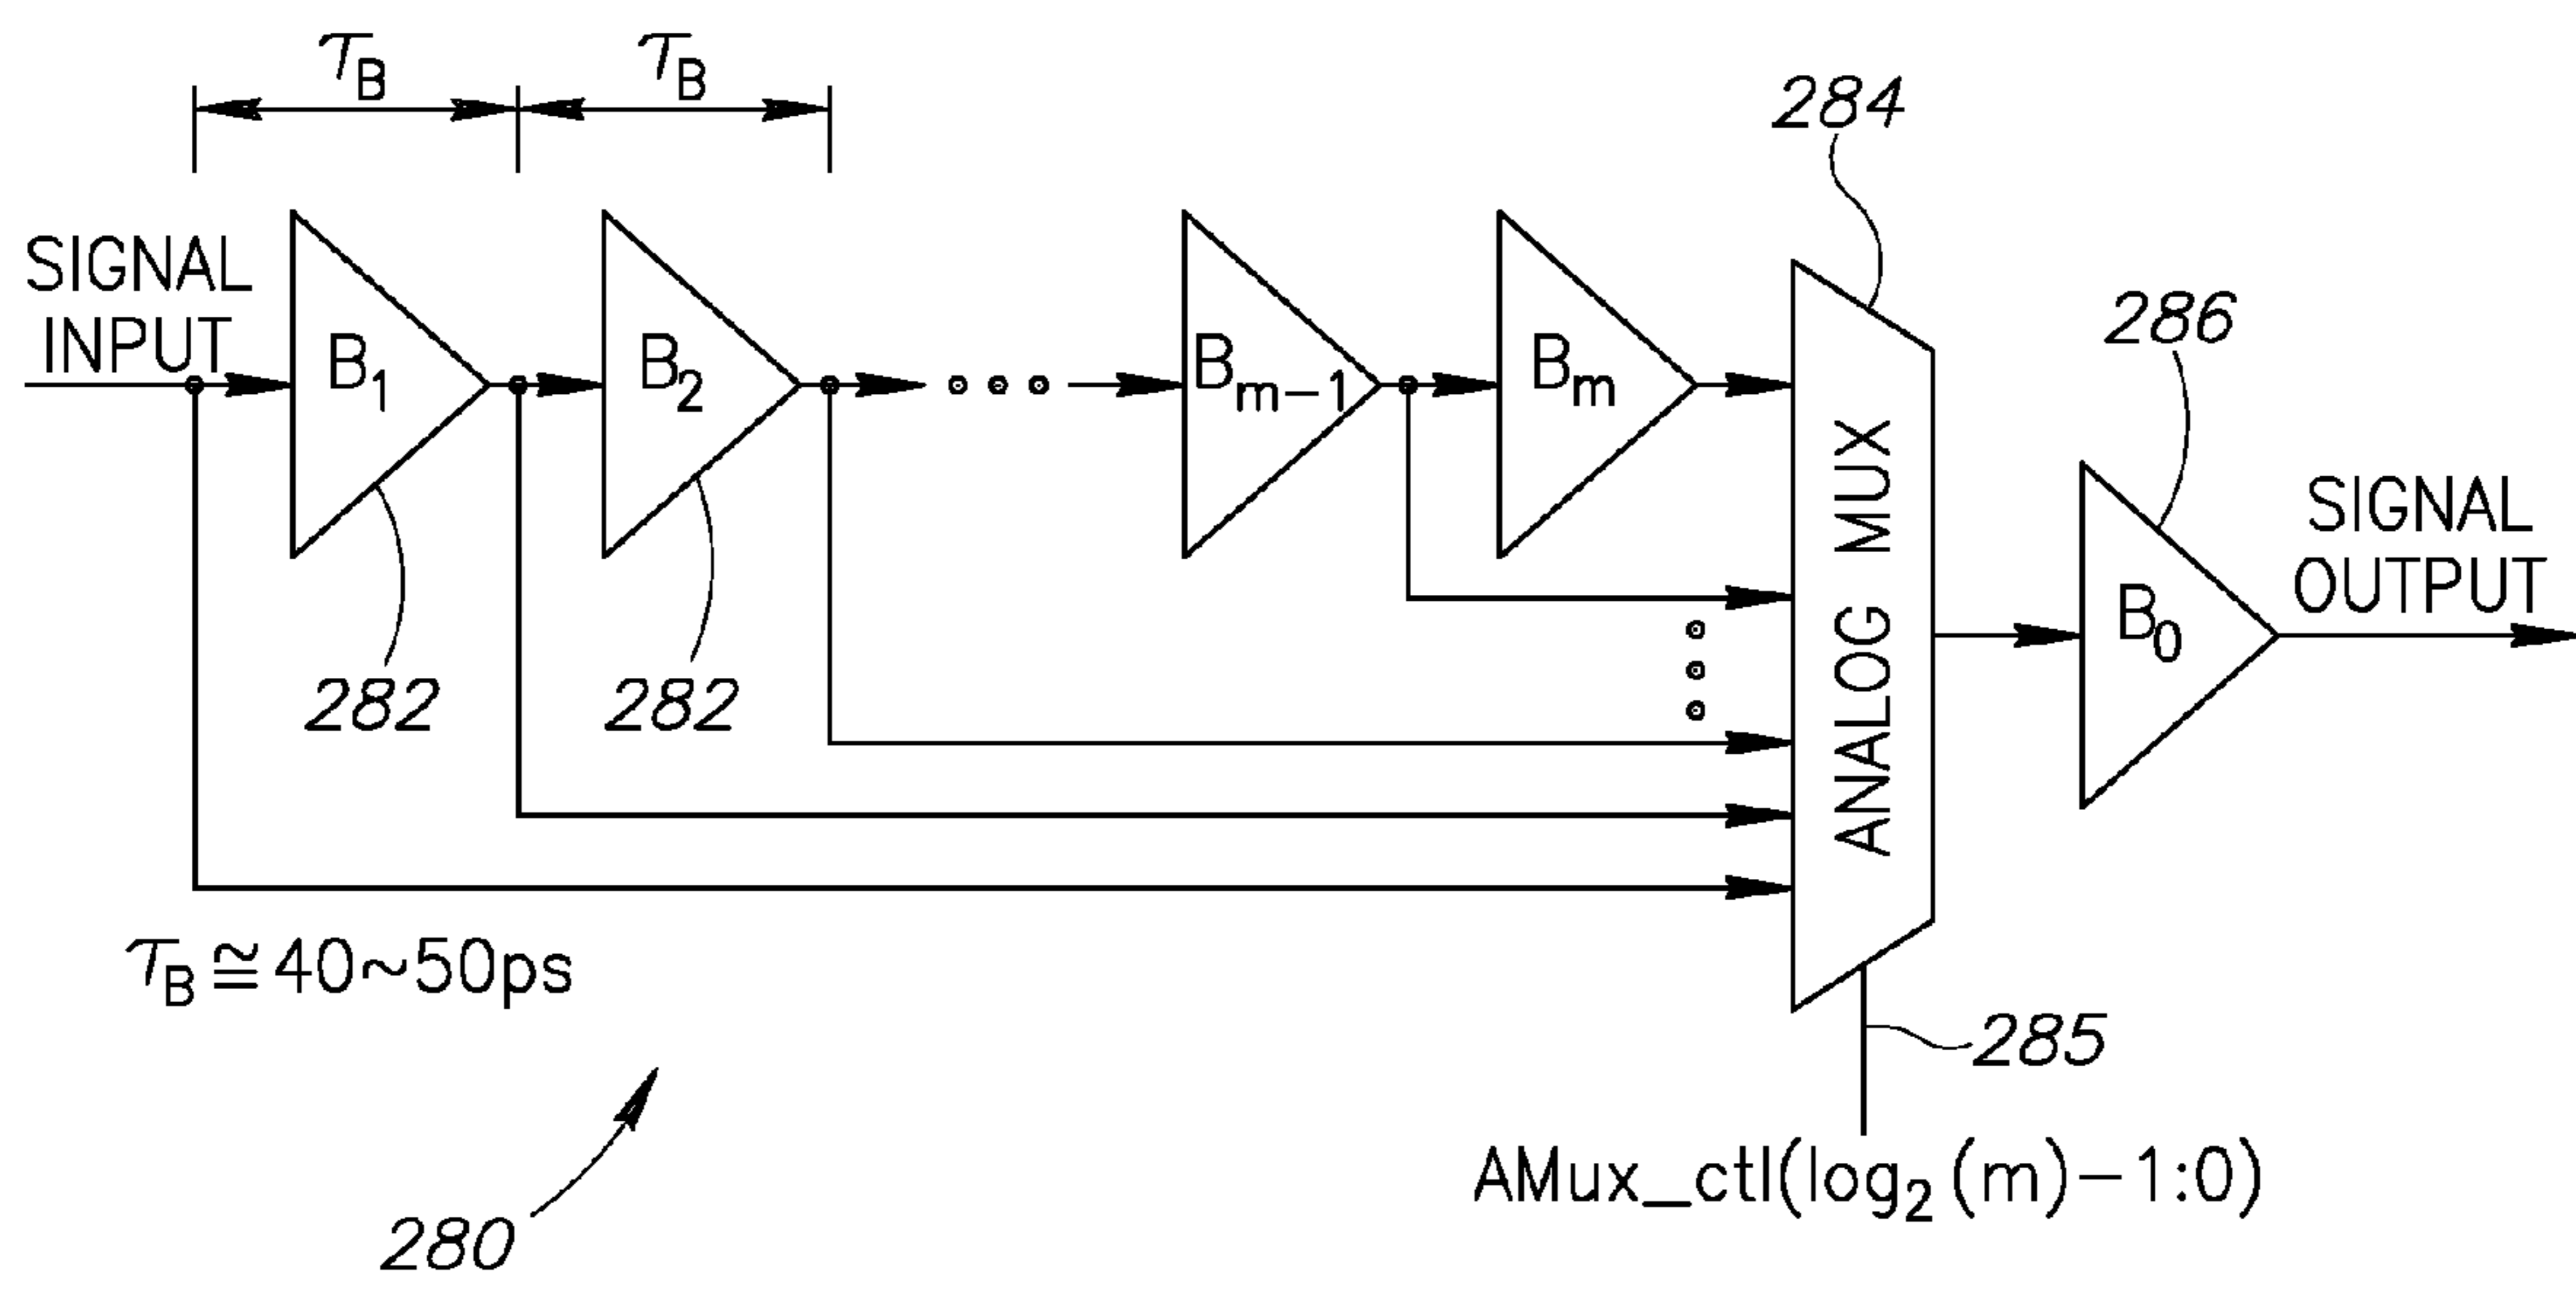 τB τB
284
SIGNAL
INPUT
B1 B2 Bm−1 Bm
286
ANALOG MUX
SIGNAL
OUTPUT
B0
282 282
τB ≅ 40~50ps
285
AMux_ctl(log2(m)−1:0)
280